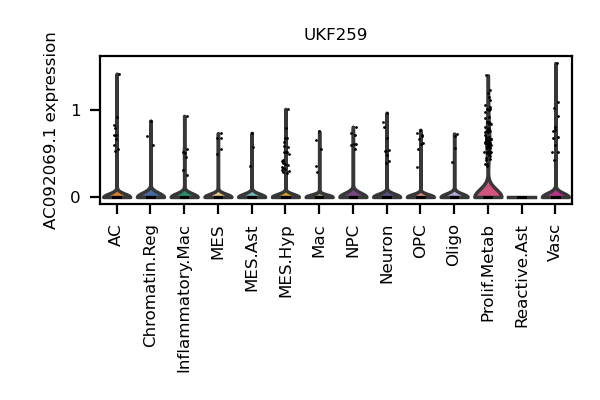 UKF259
AC092069.1 expression
1
0
AC
Chromatin.Reg
Inflammatory.Mac
MES
MES.Ast
MES.Hyp
Mac
NPC
Neuron
OPC
Oligo
Prolif.Metab
Reactive.Ast
Vasc